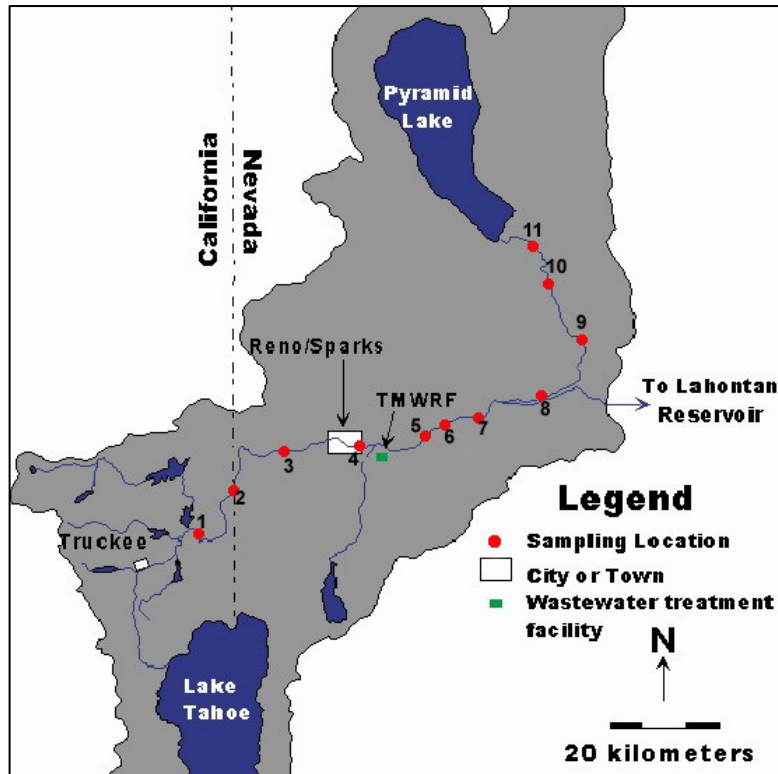 Pyramid
Lake
California
Nevada
11
10
9
Reno/Sparks
TMWRF
To Lahontan
Reservoir
8
7
6
5
4
3
2
1
Truckee
Lake
Tahoe
Legend
Sampling Location
City or Town
Wastewater treatment
facility
N
20 kilometers